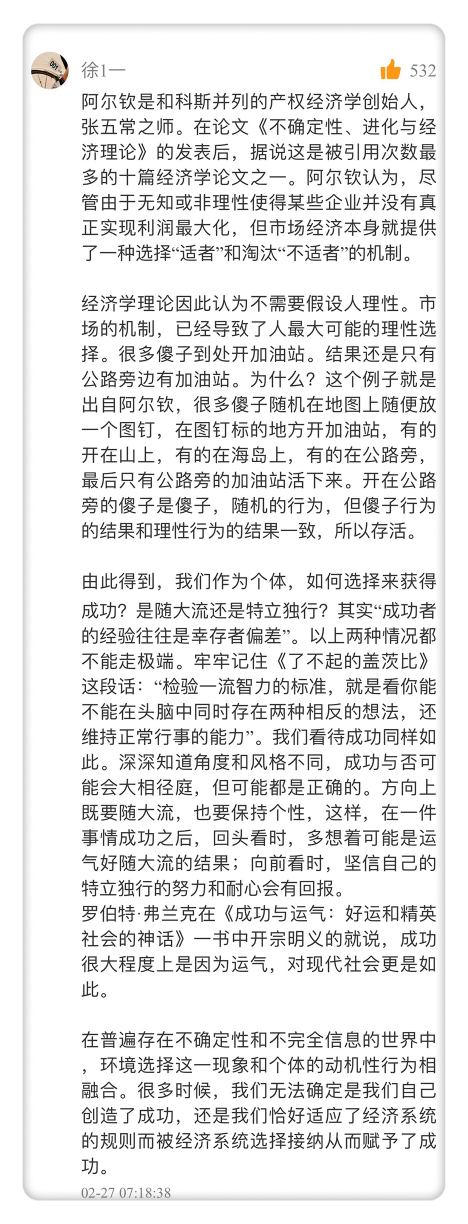 徐1一
532
阿尔钦是和科斯并列的产权经济学创始人，
张五常之师。在论文《不确定性、进化与经
济理论》的发表后，据说这是被引用次数最
多的十篇经济学论文之一。阿尔钦认为，尽
管由于无知或非理性使得某些企业并没有真
正实现利润最大化，但市场经济本身就提供
了一种选择“适者”和淘汰“不适者”的机制。
经济学理论因此认为不需要假设人理性。市
场的机制，已经导致了人最大可能的理性选
择。很多傻子到处开加油站。结果还是只有
公路旁边有加油站。为什么？这个例子就是
出自阿尔钦，很多傻子随机在地图上随便放
一个图钉，在图钉标的地方开加油站，有的
开在山上，有的在海岛上，有的在公路旁，
最后只有公路旁的加油站活下来。开在公路
旁的傻子是傻子，随机的行为，但傻子行为
的结果和理性行为的结果一致，所以存活。
由此得到，我们作为个体，如何选择来获得
成功？是随大流还是特立独行？其实“成功者
的经验往往是幸存者偏差”。以上两种情况都
不能走极端。牢牢记住《了不起的盖茨比》
这段话：“检验一流智力的标准，就是看你能
不能在头脑中同时存在两种相反的想法，还
维持正常行事的能力”。我们看待成功同样如
此。深深知道角度和风格不同，成功与否可
能会大相径庭，但可能都是正确的。方向上
既要随大流，也要保持个性，这样，在一件
事情成功之后，回头看时，多想着可能是运
气好随大流的结果；向前看时，坚信自己的
特立独行的努力和耐心会有回报。
罗伯特·弗兰克在《成功与运气：好运和精英
社会的神话》一书中开宗明义的就说，成功
很大程度上是因为运气，对现代社会更是如
此。
在普遍存在不确定性和不完全信息的世界中
，环境选择这一现象和个体的动机性行为相
融合。很多时候，我们无法确定是我们自己
创造了成功，还是我们恰好适应了经济系统
的规则而被经济系统选择接纳从而赋予了成
功。
02-27 07:18:38